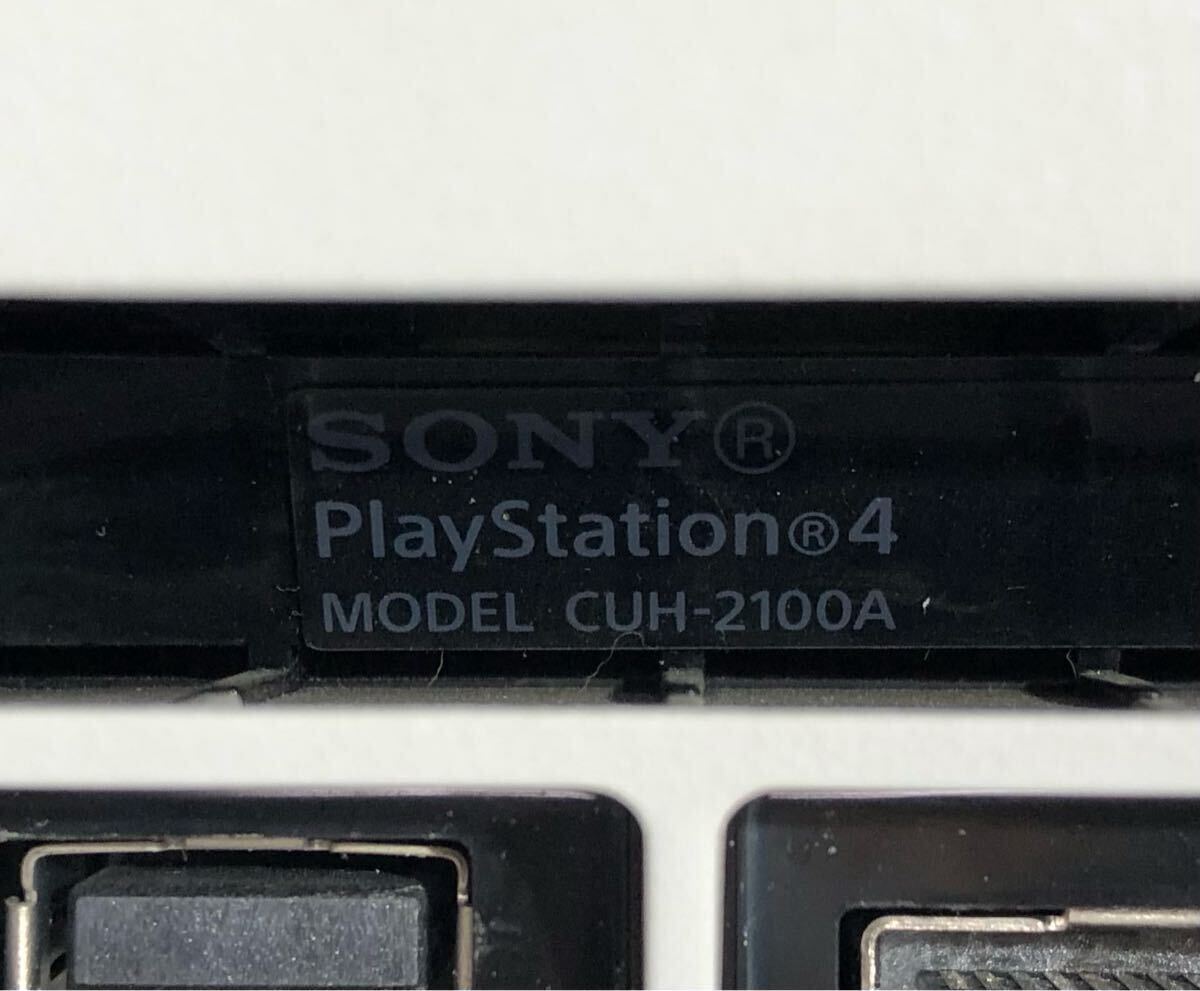 SONY®
PlayStation®4
MODEL CUH-2100A